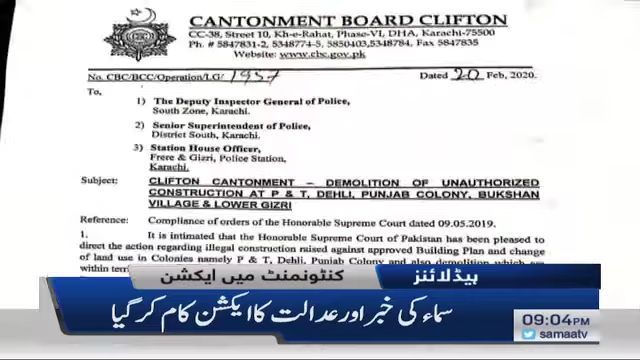 CANTONMENT BOARD CLIFTON
CC-38, Street 10, Kh-e-Rahat, Phase-VI, DHA, Karachi-75500
Ph. # 5847831-2, 5348774-5, 5850403,5348784, Fax 5847835
Website: www.cbc.gov.pk
No. CBC/BCC/Operation/LG/ 1957
Dated 20 Feb, 2020.
To,
1) The Deputy Inspector General of Police,
South Zone, Karachi.
2) Senior Superintendent of Police,
District South, Karachi.
3) Station House Officer,
Frere & Gizri, Police Station,
Karachi.
Subject: CLIFTON CANTONMENT – DEMOLITION OF UNAUTHORIZED
CONSTRUCTION AT P & T, DEHLI, PUNJAB COLONY, BUKSHAN
VILLAGE & LOWER GIZRI
Reference: Compliance of orders of the Honorable Supreme Court dated 09.05.2019.
1. It is intimated that the Honorable Supreme Court of Pakistan has been pleased to
direct the action regarding illegal construction raised against approved Building Plan and change
of land use in Colonies namely P & T, Dehli, Punjab Colony and also demolition which are
within
ہیڈلائنز
کنٹونمنٹ میں ایکشن
سماء کی خبر اور عدالت کا ایکشن کام کر گیا
09:04PM
samaatv